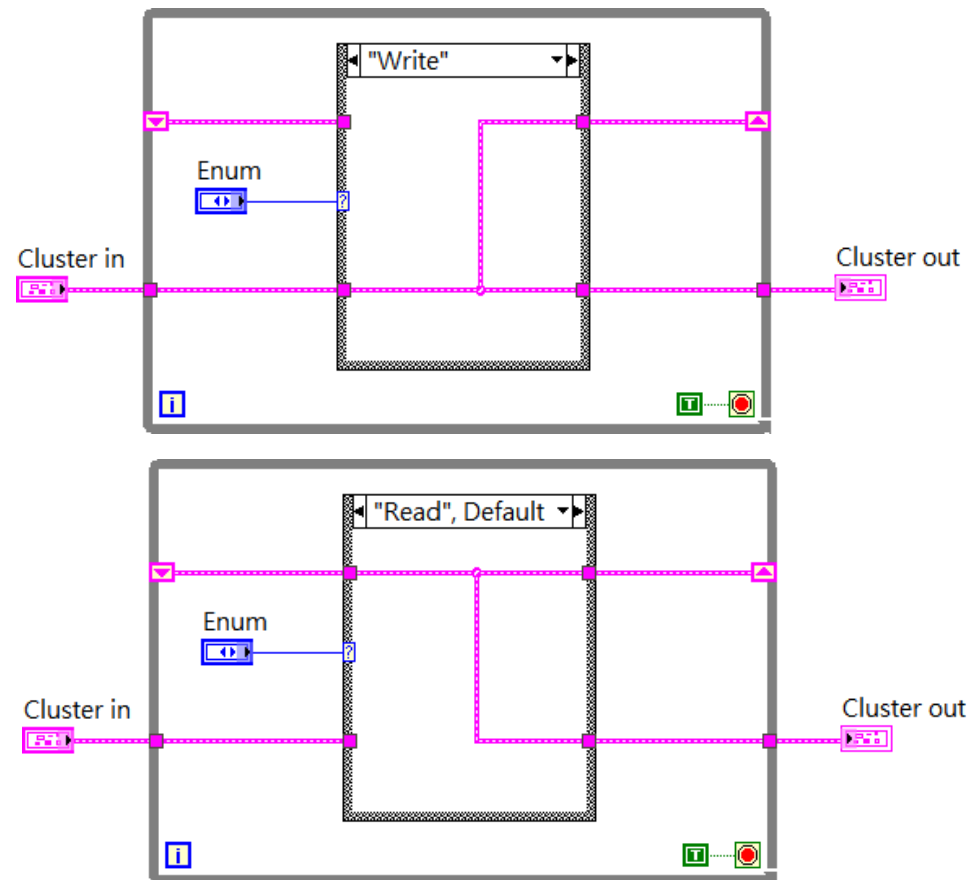 "Write"
Enum
?
Cluster in
Cluster out
i
T
"Read", Default
Enum
?
Cluster in
Cluster out
i
T